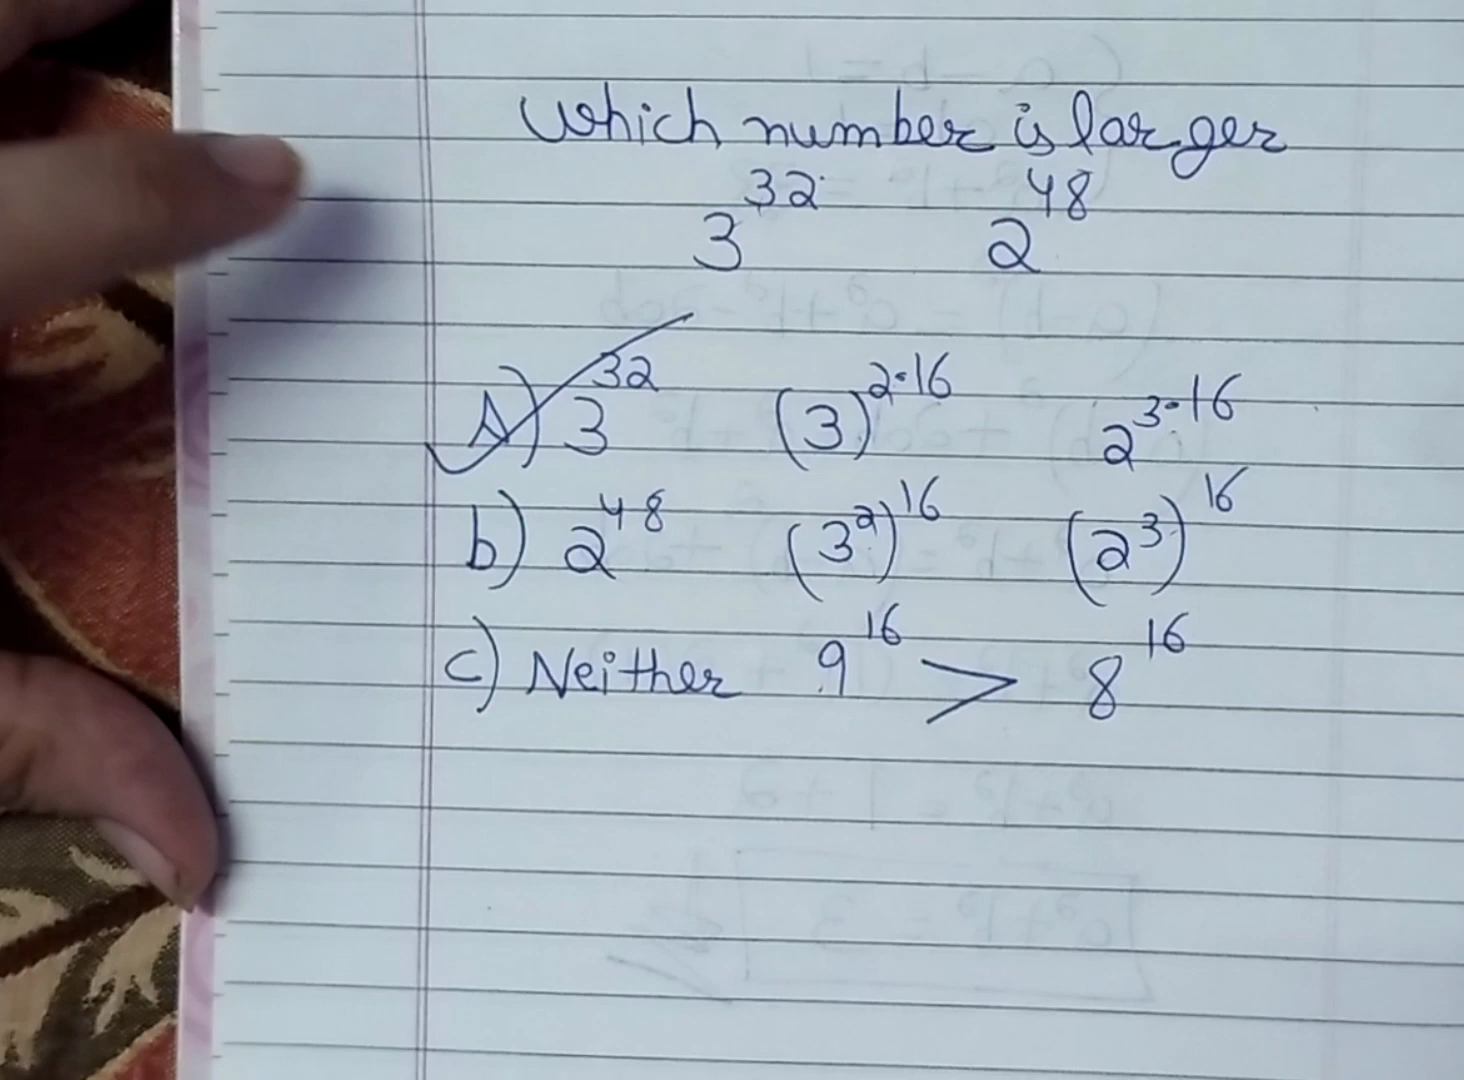 Which number is larger
3^32 2^48
A) 3^32 (3)^2·16 2^3·16
b) 2^48 (3^2)^16 (2^3)^16
c) Neither 9^16 > 8^16